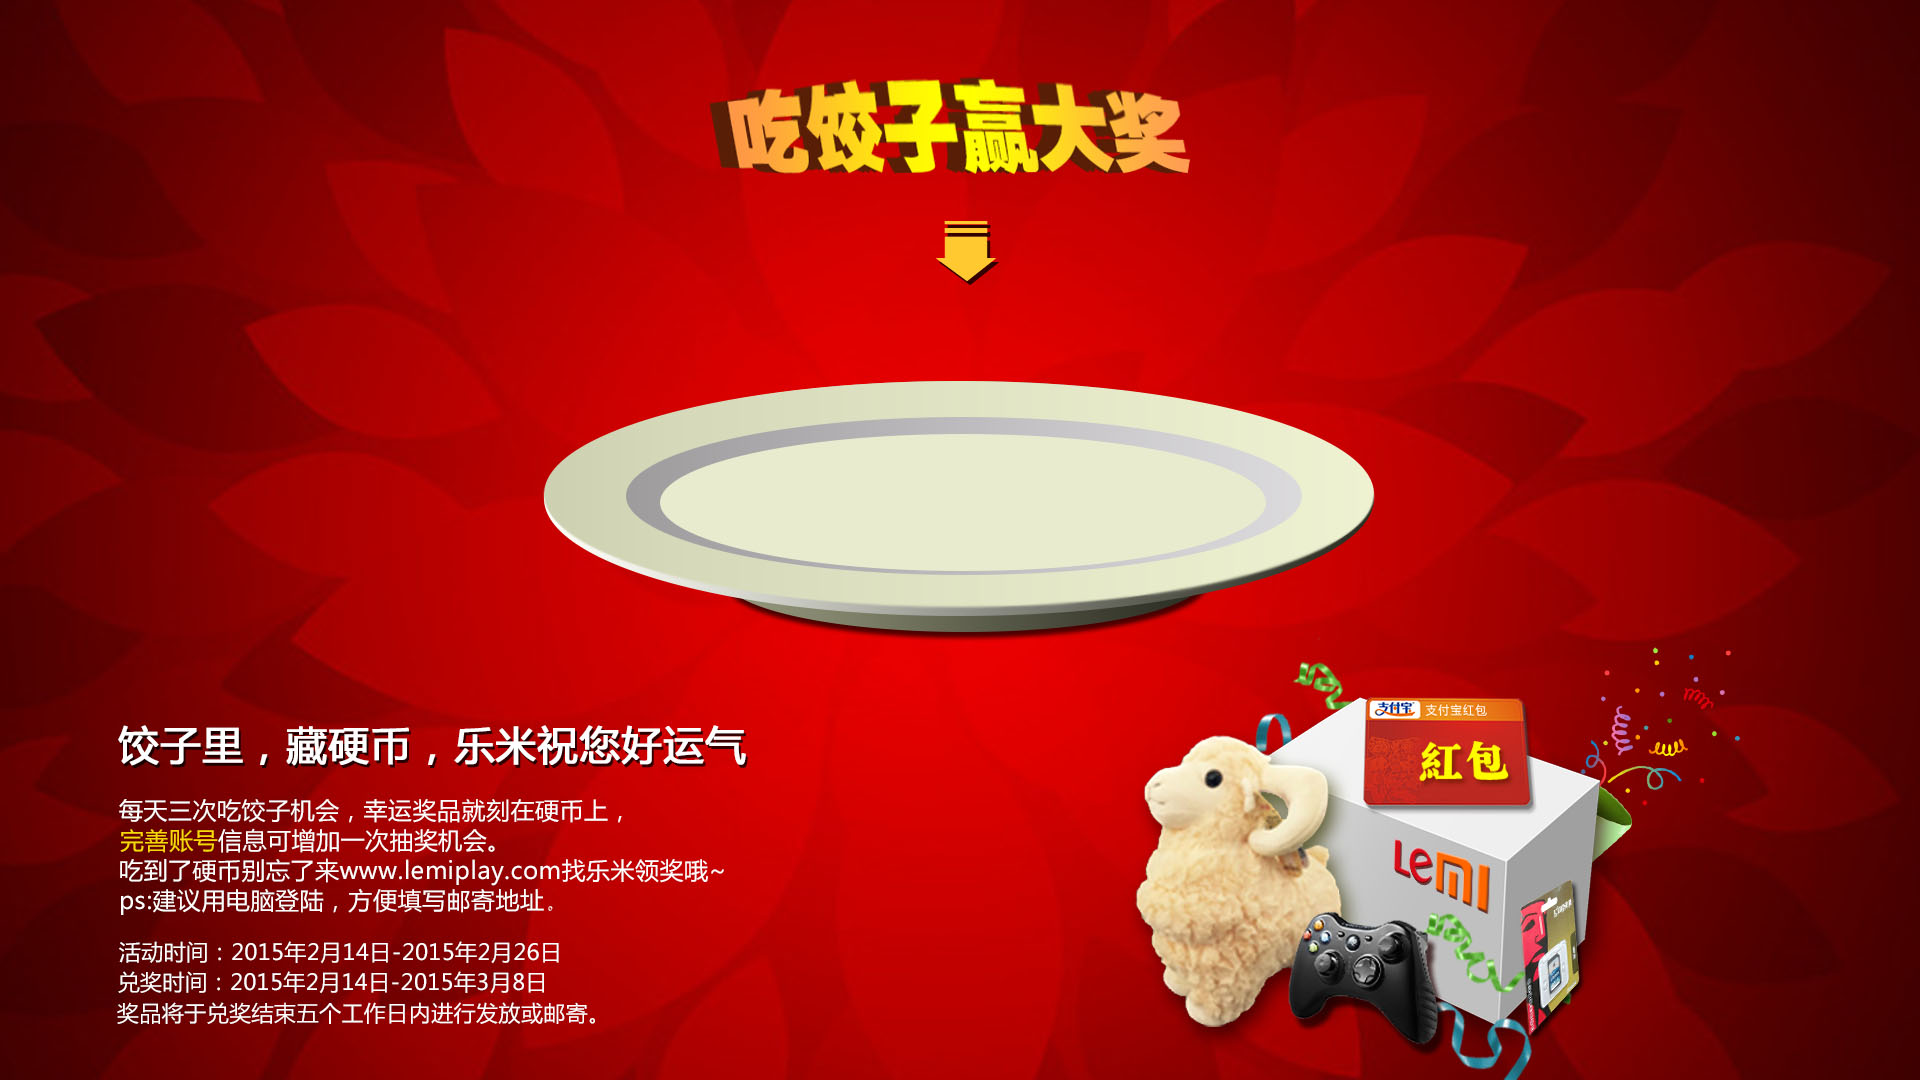 吃饺子赢大奖
饺子里，藏硬币，乐米祝您好运气
每天三次吃饺子机会，幸运奖品就刻在硬币上，
完善账号信息可增加一次抽奖机会。
吃到了硬币别忘了来www.lemiplay.com找乐米领奖哦~
ps:建议用电脑登陆，方便填写邮寄地址。
活动时间：2015年2月14日-2015年2月26日
兑奖时间：2015年2月14日-2015年3月8日
奖品将于兑奖结束五个工作日内进行发放或邮寄。
支付宝 支付宝红包
紅包
LeMI